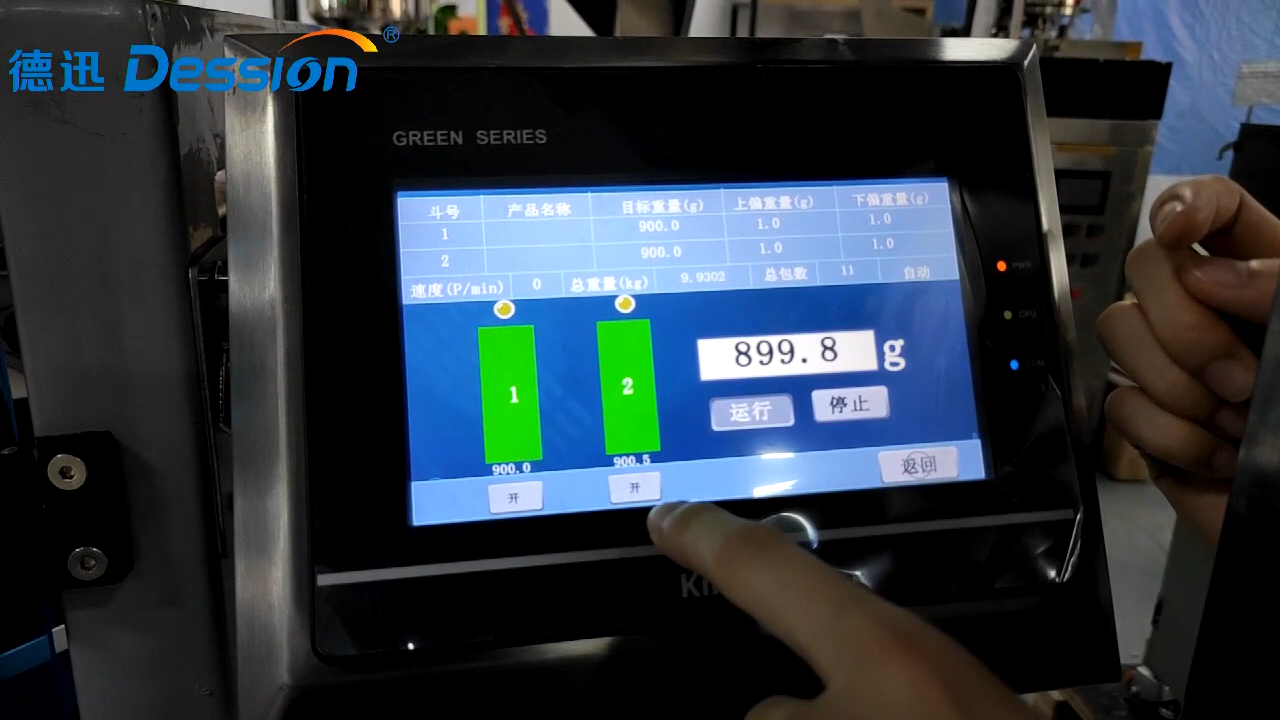 德迅 Dession®
GREEN SERIES
斗号 产品名称 目标重量(g) 上偏重量(g) 下偏重量(g)
1 900.0 1.0 1.0
2 900.0 1.0 1.0
速度(P/min) 0 总重量(kg) 9.9302 总包数 11 自动
1 2 899.8 g
运行 停止
900.0 900.5
开 开 返回
PWR
CPU
COM